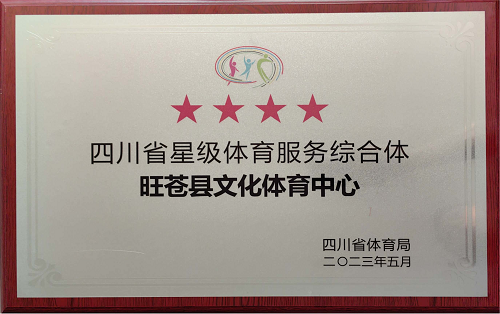 四川省星级体育服务综合体
旺苍县文化体育中心
四川省体育局
二〇二三年五月